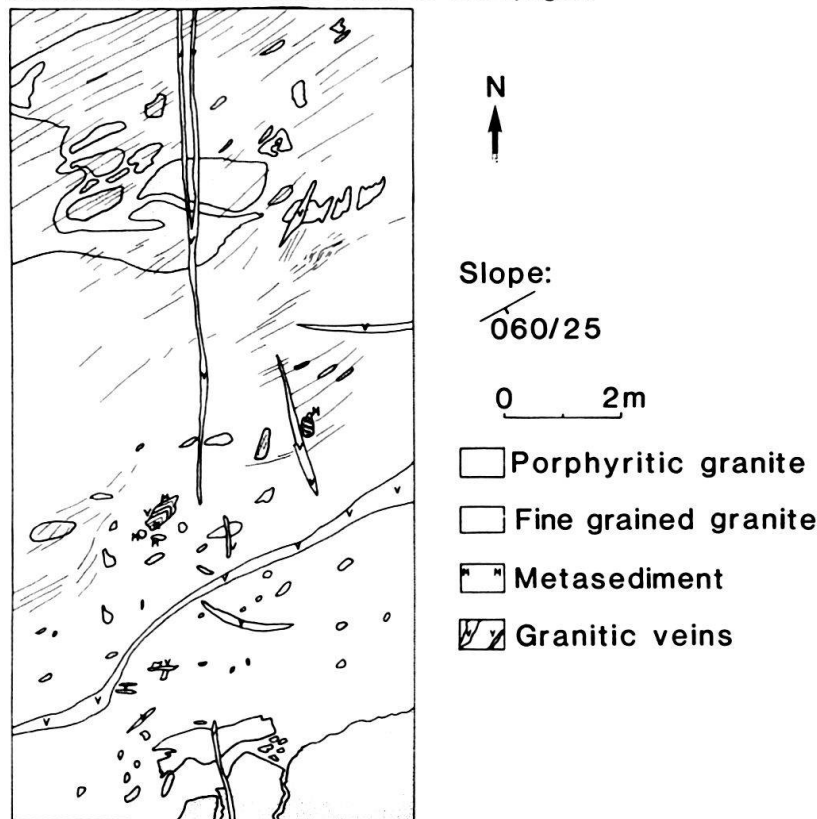 N
Slope:
060/25
0 2m
Porphyritic granite
Fine grained granite
M M Metasediment
v v Granitic veins